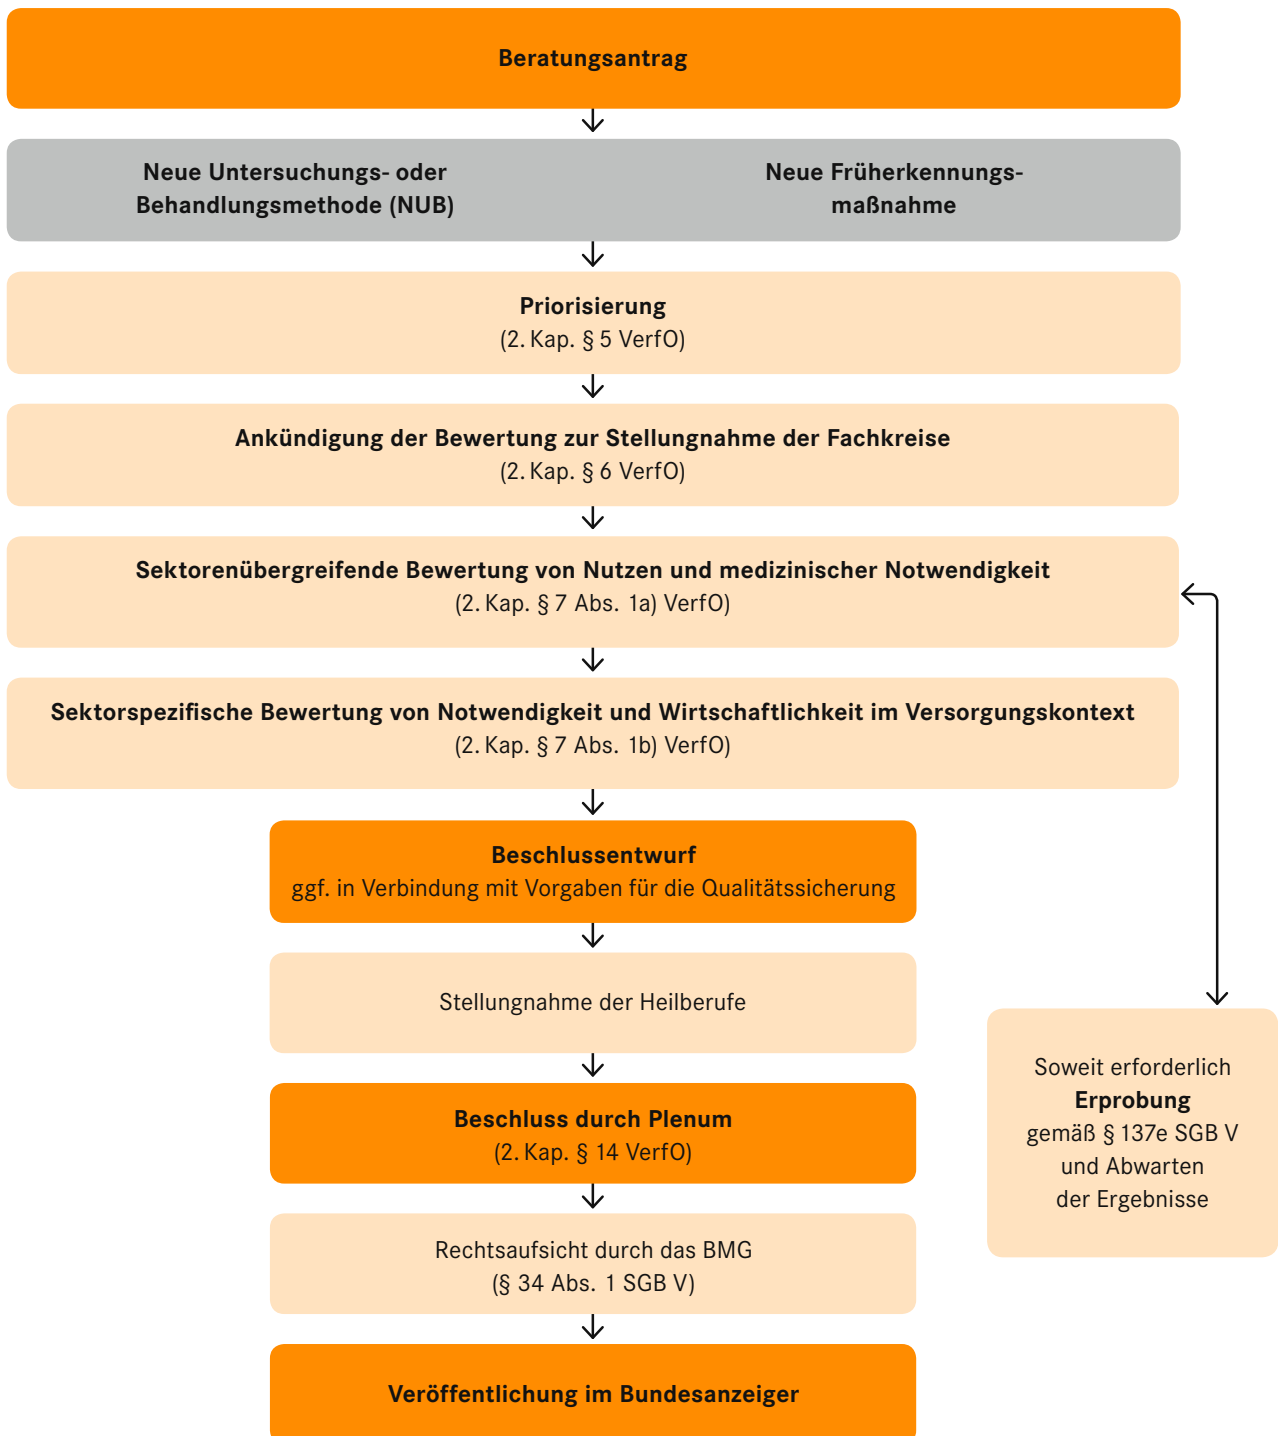 Beratungsantrag
Neue Untersuchungs- oder
Behandlungsmethode (NUB)
Neue Früherkennungs-
maßnahme
Priorisierung
(2. Kap. § 5 VerfO)
Ankündigung der Bewertung zur Stellungnahme der Fachkreise
(2. Kap. § 6 VerfO)
Sektorenübergreifende Bewertung von Nutzen und medizinischer Notwendigkeit
(2. Kap. § 7 Abs. 1a) VerfO)
Sektorspezifische Bewertung von Notwendigkeit und Wirtschaftlichkeit im Versorgungskontext
(2. Kap. § 7 Abs. 1b) VerfO)
Beschlussentwurf
ggf. in Verbindung mit Vorgaben für die Qualitätssicherung
Stellungnahme der Heilberufe
Beschluss durch Plenum
(2. Kap. § 14 VerfO)
Rechtsaufsicht durch das BMG
(§ 34 Abs. 1 SGB V)
Veröffentlichung im Bundesanzeiger
Soweit erforderlich
Erprobung
gemäß § 137e SGB V
und Abwarten
der Ergebnisse